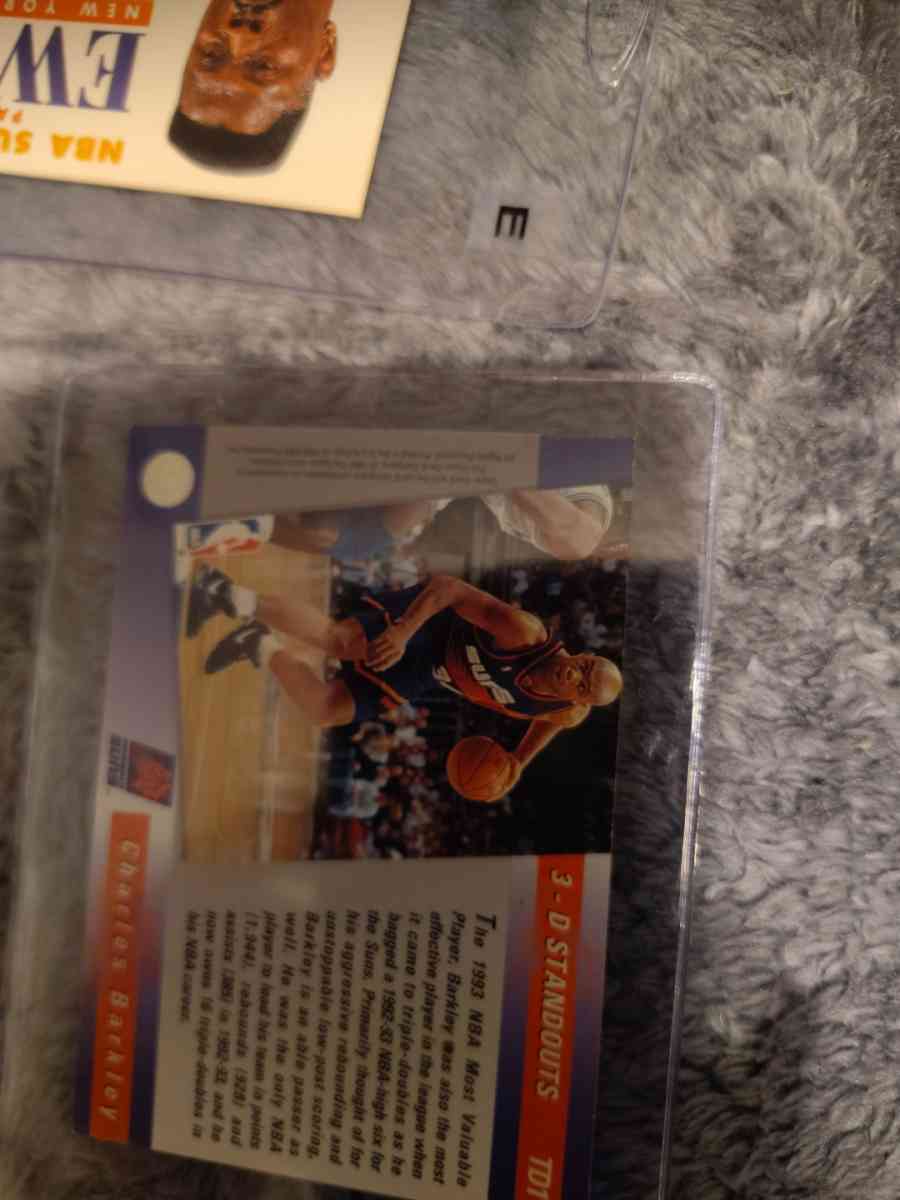 NEW YOR
EW
NBA SU
E
3-D STANDOUTS TD1
The 1993 NBA Most Valuable
Player, Barkley was also the most
effective player in the league when
it came to triple-doubles as he
bagged a 1992-93 NBA-high six for
the Suns. Primarily thought of for
his aggressive rebounding and
unstoppable low-post scoring,
Barkley is as able passer as
well. He was the only NBA
player to lead his team in points
(1,944), rebounds (928) and
assists (385) in 1992-93, and he
now owns 16 triple-doubles in
his NBA career.
SUNS
Charles Barkley